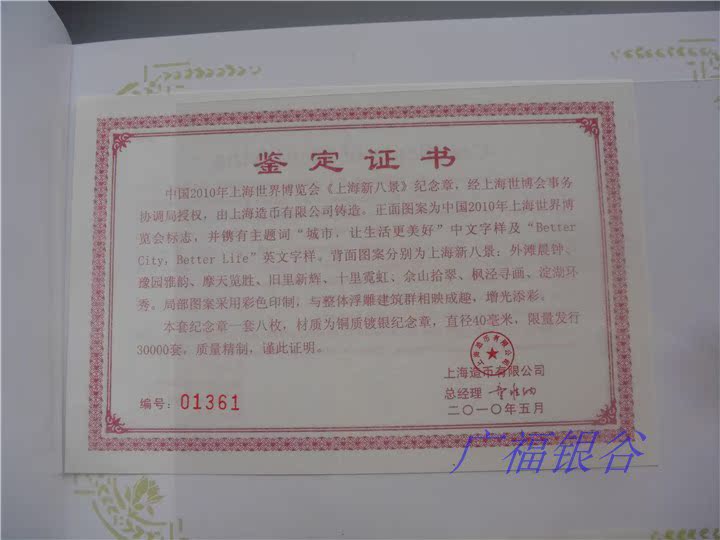 鉴定证书
中国2010年上海世界博览会《上海新八景》纪念章，经上海世博会事务
协调局授权，由上海造币有限公司铸造。正面图案为中国2010年上海世界博
览会标志，并镌有主题词“城市，让生活更美好”中文字样及“Better
City，Better Life”英文字样。背面图案分别为上海新八景：外滩晨钟、
豫园雅韵、摩天览胜、旧里新辉、十里霓虹、佘山拾翠、枫泾寻画、淀湖环
秀。局部图案采用彩色印制，与整体浮雕建筑群相映成趣，增光添彩。
本套纪念章一套八枚，材质为铜质镀银纪念章，直径40毫米，限量发行
30000套，质量精制，谨此证明。
上海造币有限公司
上海造币有限公司
总经理
编号：01361
二〇一〇年五月
广福银谷